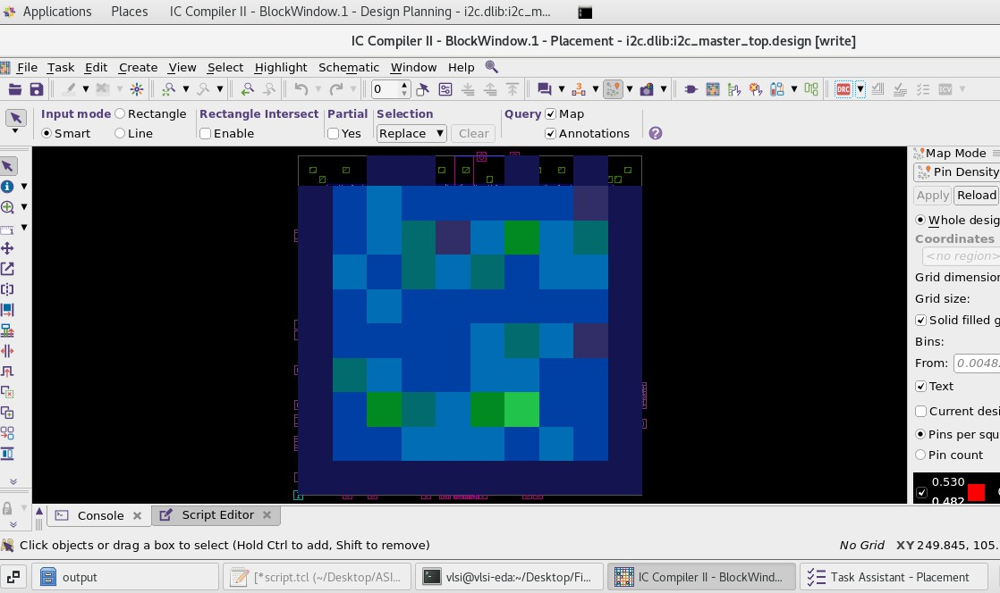 Applications Places IC Compiler II - BlockWindow.1 - Design Planning - i2c.dlib:i2c_m...
IC Compiler II - BlockWindow.1 - Placement - i2c.dlib:i2c_master_top.design [write]
File Task Edit Create View Select Highlight Schematic Window Help
0 DRC ICV
Input mode Rectangle Rectangle Intersect Partial Selection Query Map
Smart Line Enable Yes Replace Clear Annotations
Map Mode
Pin Density
Apply Reload
Whole desig
Coordinates
<no region>
Grid dimension
Grid size:
Solid filled g
Bins:
From: 0.0048
Text
Current desi
Pins per squ
Pin count
0.530
0.482
Console Script Editor
Click objects or drag a box to select (Hold Ctrl to add, Shift to remove) No Grid XY 249.845, 105.
output [*script.tcl (~/Desktop/ASI... vlsi@vlsi-eda:~/Desktop/Fi... IC Compiler II - BlockWind... Task Assistant - Placement